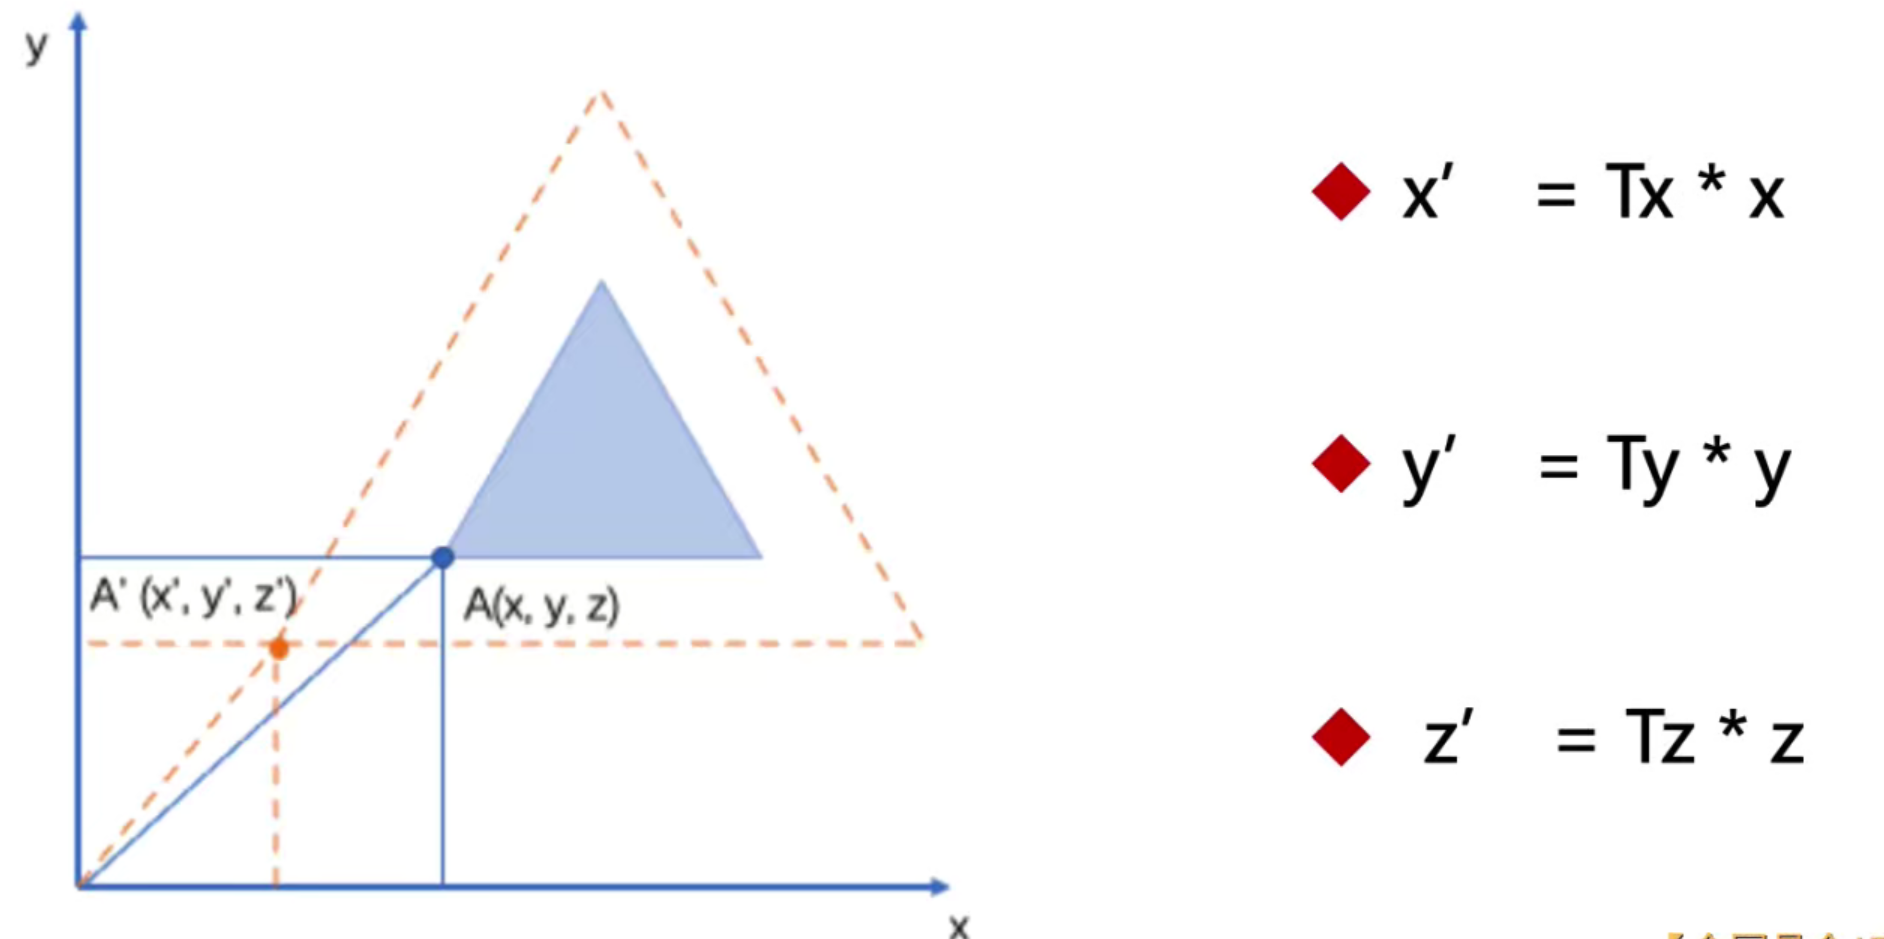 y
A' (x', y', z')
A(x, y, z)
x
x′ = Tx * x
y′ = Ty * y
z′ = Tz * z